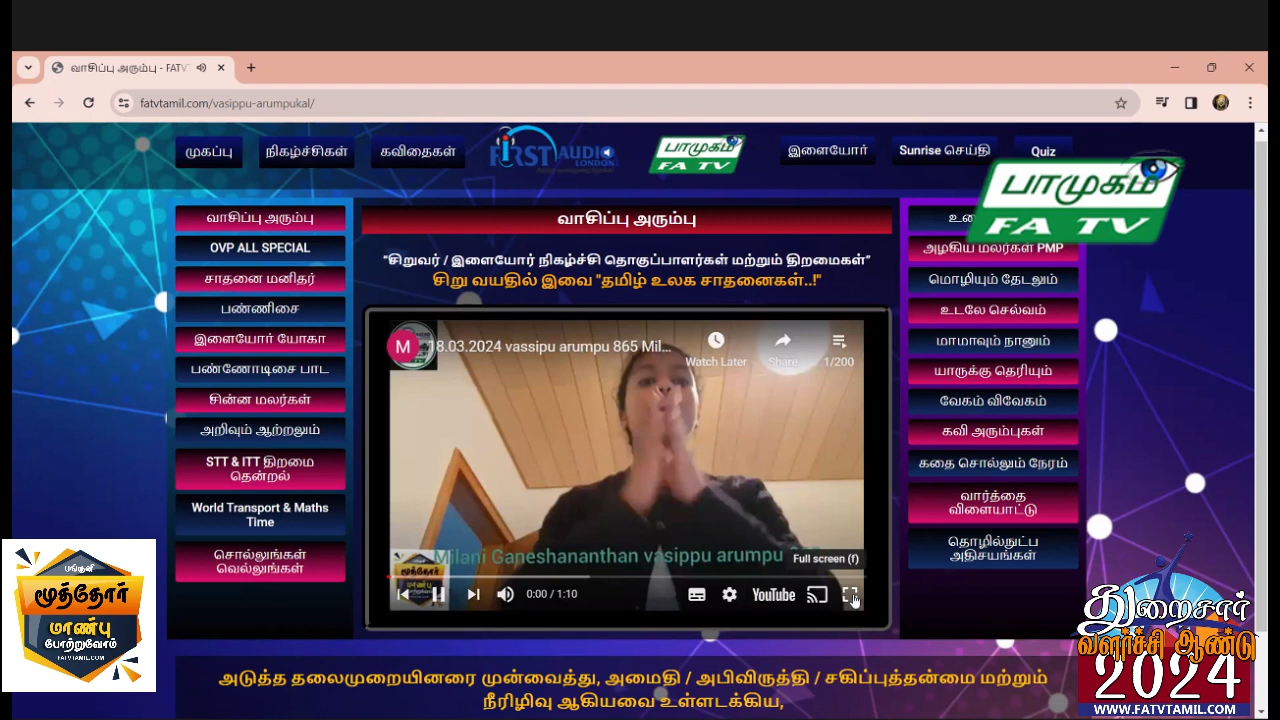 வாசிப்பு அரும்பு - FATV
fatvtamil.com/vasippu-arumpukal/
முகப்பு
நிகழ்ச்சிகள்
கவிதைகள்
FIRST AUDIO
LONDON
பாமுகம்
FA TV
இளையோர்
Sunrise செய்தி
Quiz
பாமுகம்
FA TV
வாசிப்பு அரும்பு
OVP ALL SPECIAL
சாதனை மனிதர்
பண்ணிசை
இளையோர் யோகா
பண்ணோடிசை பாட
சின்ன மலர்கள்
அறிவும் ஆற்றலும்
STT & ITT திறமை
தென்றல்
World Transport & Maths
Time
சொல்லுங்கள்
வெல்லுங்கள்
வாசிப்பு அரும்பு
“சிறுவர் / இளையோர் நிகழ்ச்சி தொகுப்பாளர்கள் மற்றும் திறமைகள்”
சிறு வயதில் இவை "தமிழ் உலக சாதனைகள்..!"
M
18.03.2024 vassipu arumpu 865 Mil...
Watch Later
Share
1/200
Milani Ganeshananthan vasippu arumpu
Full screen (f)
0:00 / 1:10
YouTube
அழகிய மலர்கள் PMP
மொழியும் தேடலும்
உடலே செல்வம்
மாமாவும் நானும்
யாருக்கு தெரியும்
வேகம் விவேகம்
கவி அரும்புகள்
கதை சொல்லும் நேரம்
வார்த்தை
விளையாட்டு
தொழில்நுட்ப
அதிசயங்கள்
பங்குனி
மூத்தோர்
மாண்பு
போற்றுவோம்
FATVTAMIL.COM
துறைசார்
வளர்ச்சி ஆண்டு
2024
WWW.FATVTAMIL.COM
அடுத்த தலைமுறையினரை முன்வைத்து, அமைதி / அபிவிருத்தி / சகிப்புத்தன்மை மற்றும்
நீரிழிவு ஆகியவை உள்ளடக்கிய,